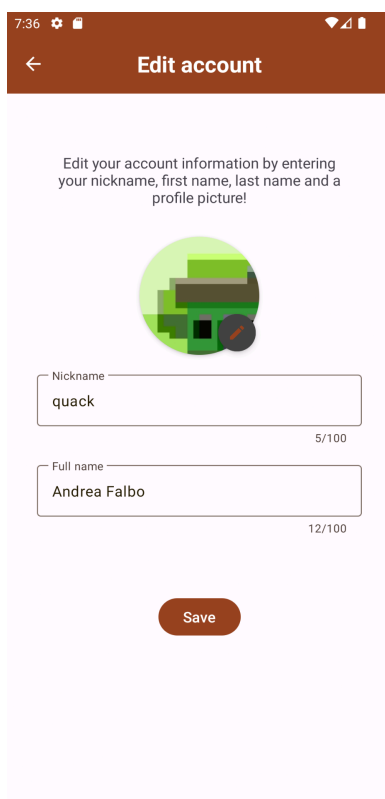 7:36
Edit account
Edit your account information by entering
your nickname, first name, last name and a
profile picture!
Nickname
quack
5/100
Full name
Andrea Falbo
12/100
Save